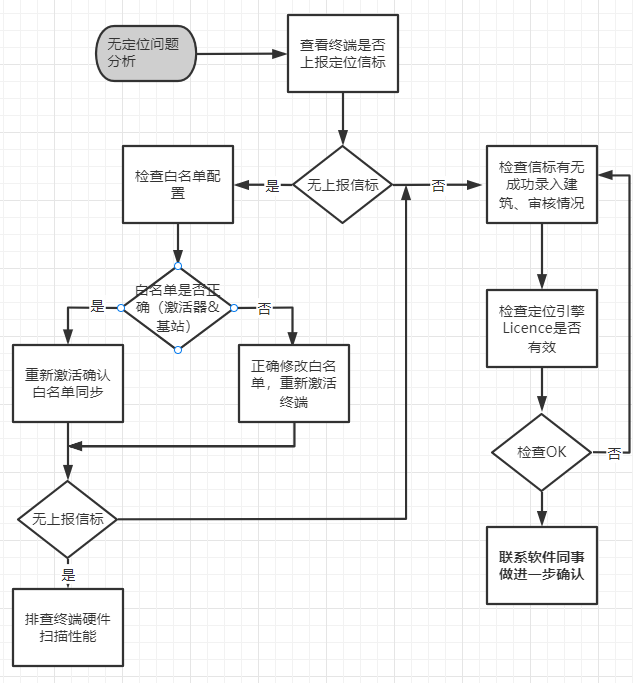 无定位问题
分析
查看终端是否
上报定位信标
检查白名单配
置
是
无上报信标
否
检查信标有无
成功录入建
筑、审核情况
白名单是否正
确（激活器&
基站）
是
否
检查定位引擎
Licence是否
有效
重新激活确认
白名单同步
正确修改白名
单，重新激活
终端
检查OK
否
无上报信标
是
联系软件同事
做进一步确认
排查终端硬件
扫描性能